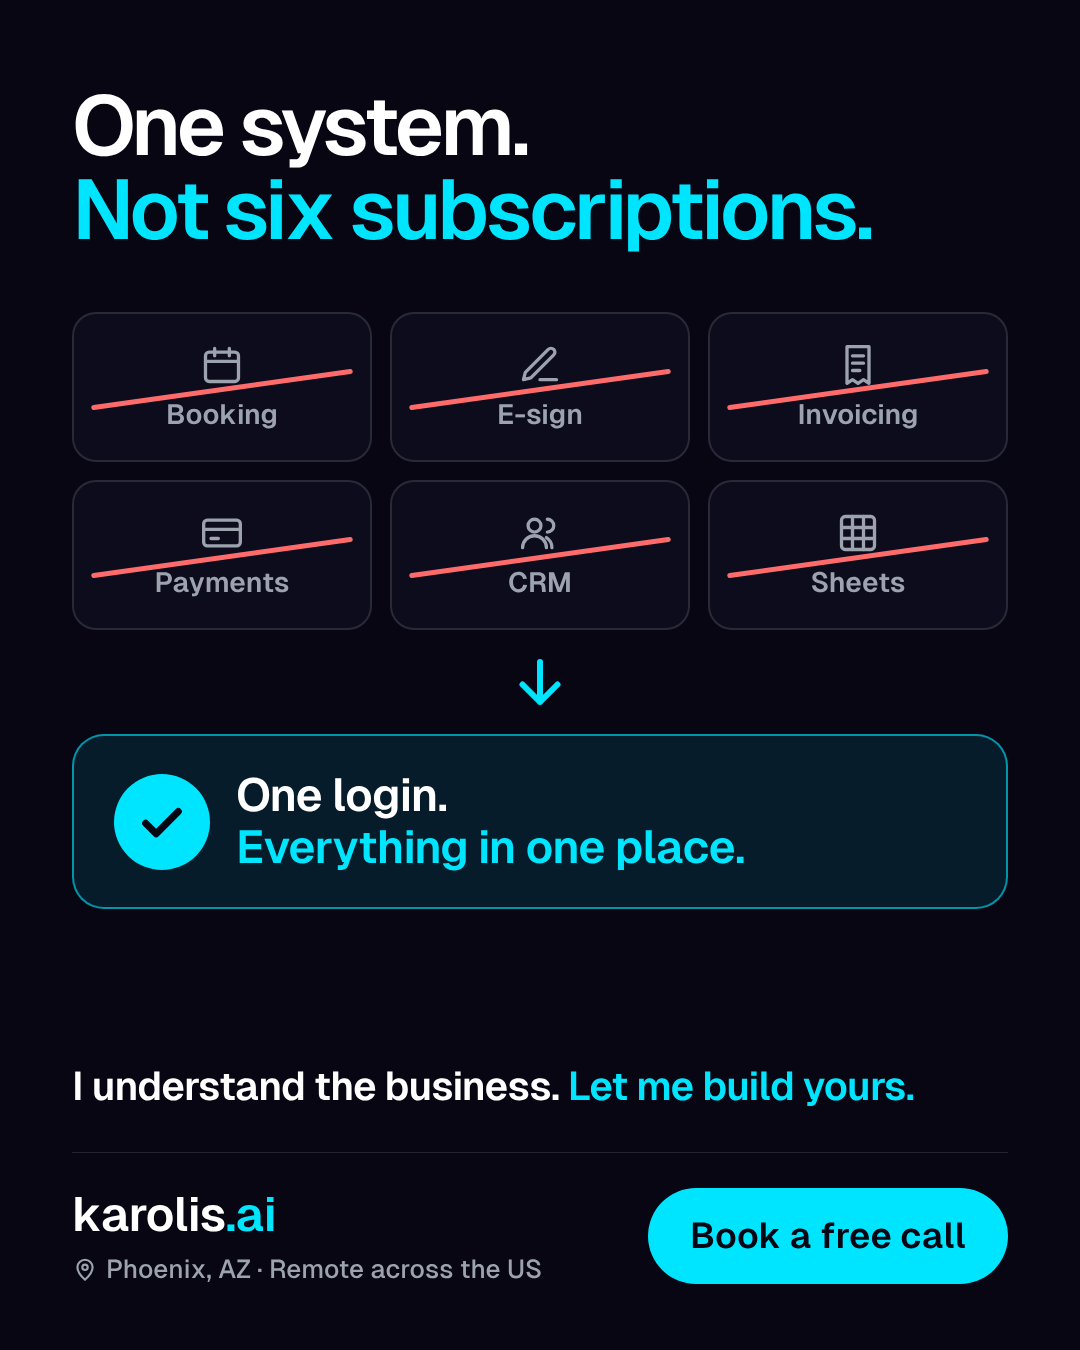 One system.
Not six subscriptions.
Booking
E-sign
Invoicing
Payments
CRM
Sheets
One login.
Everything in one place.
I understand the business. Let me build yours.
karolis.ai
Phoenix, AZ · Remote across the US
Book a free call